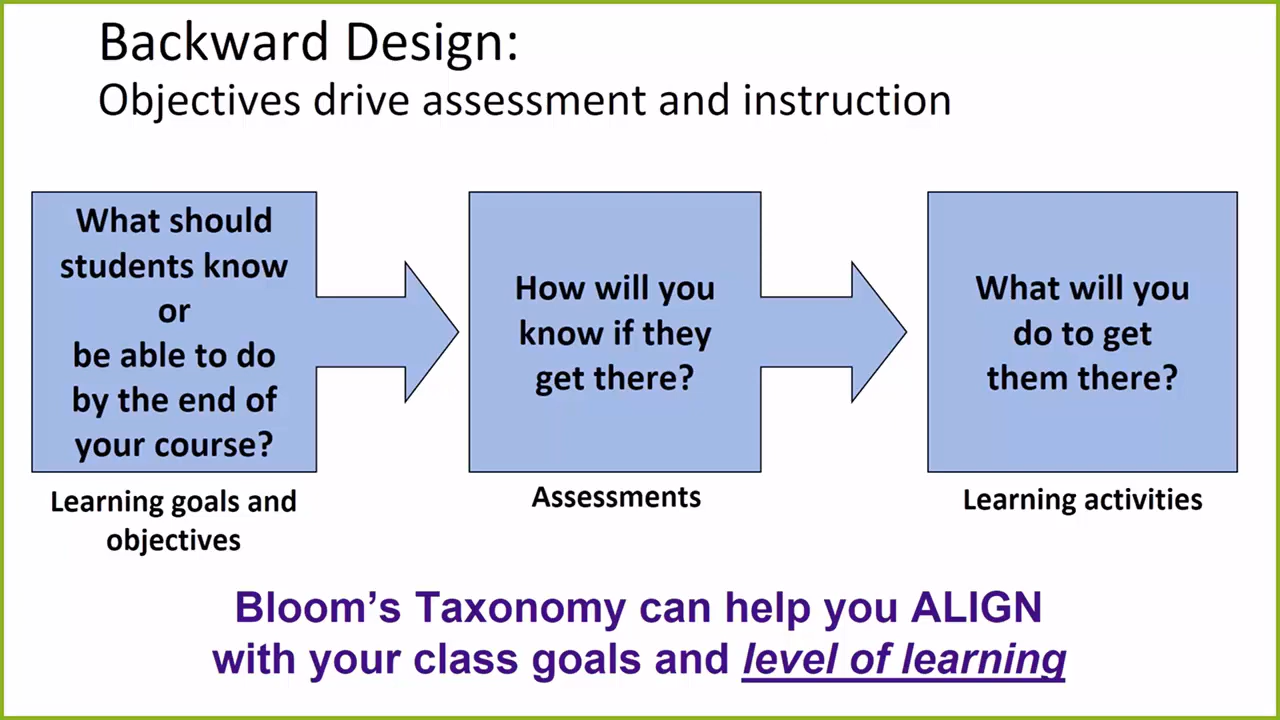 Backward Design:
Objectives drive assessment and instruction
What should
students know
or
be able to do
by the end of
your course?
Learning goals and
objectives
How will you
know if they
get there?
Assessments
What will you
do to get
them there?
Learning activities
Bloom’s Taxonomy can help you ALIGN
with your class goals and level of learning